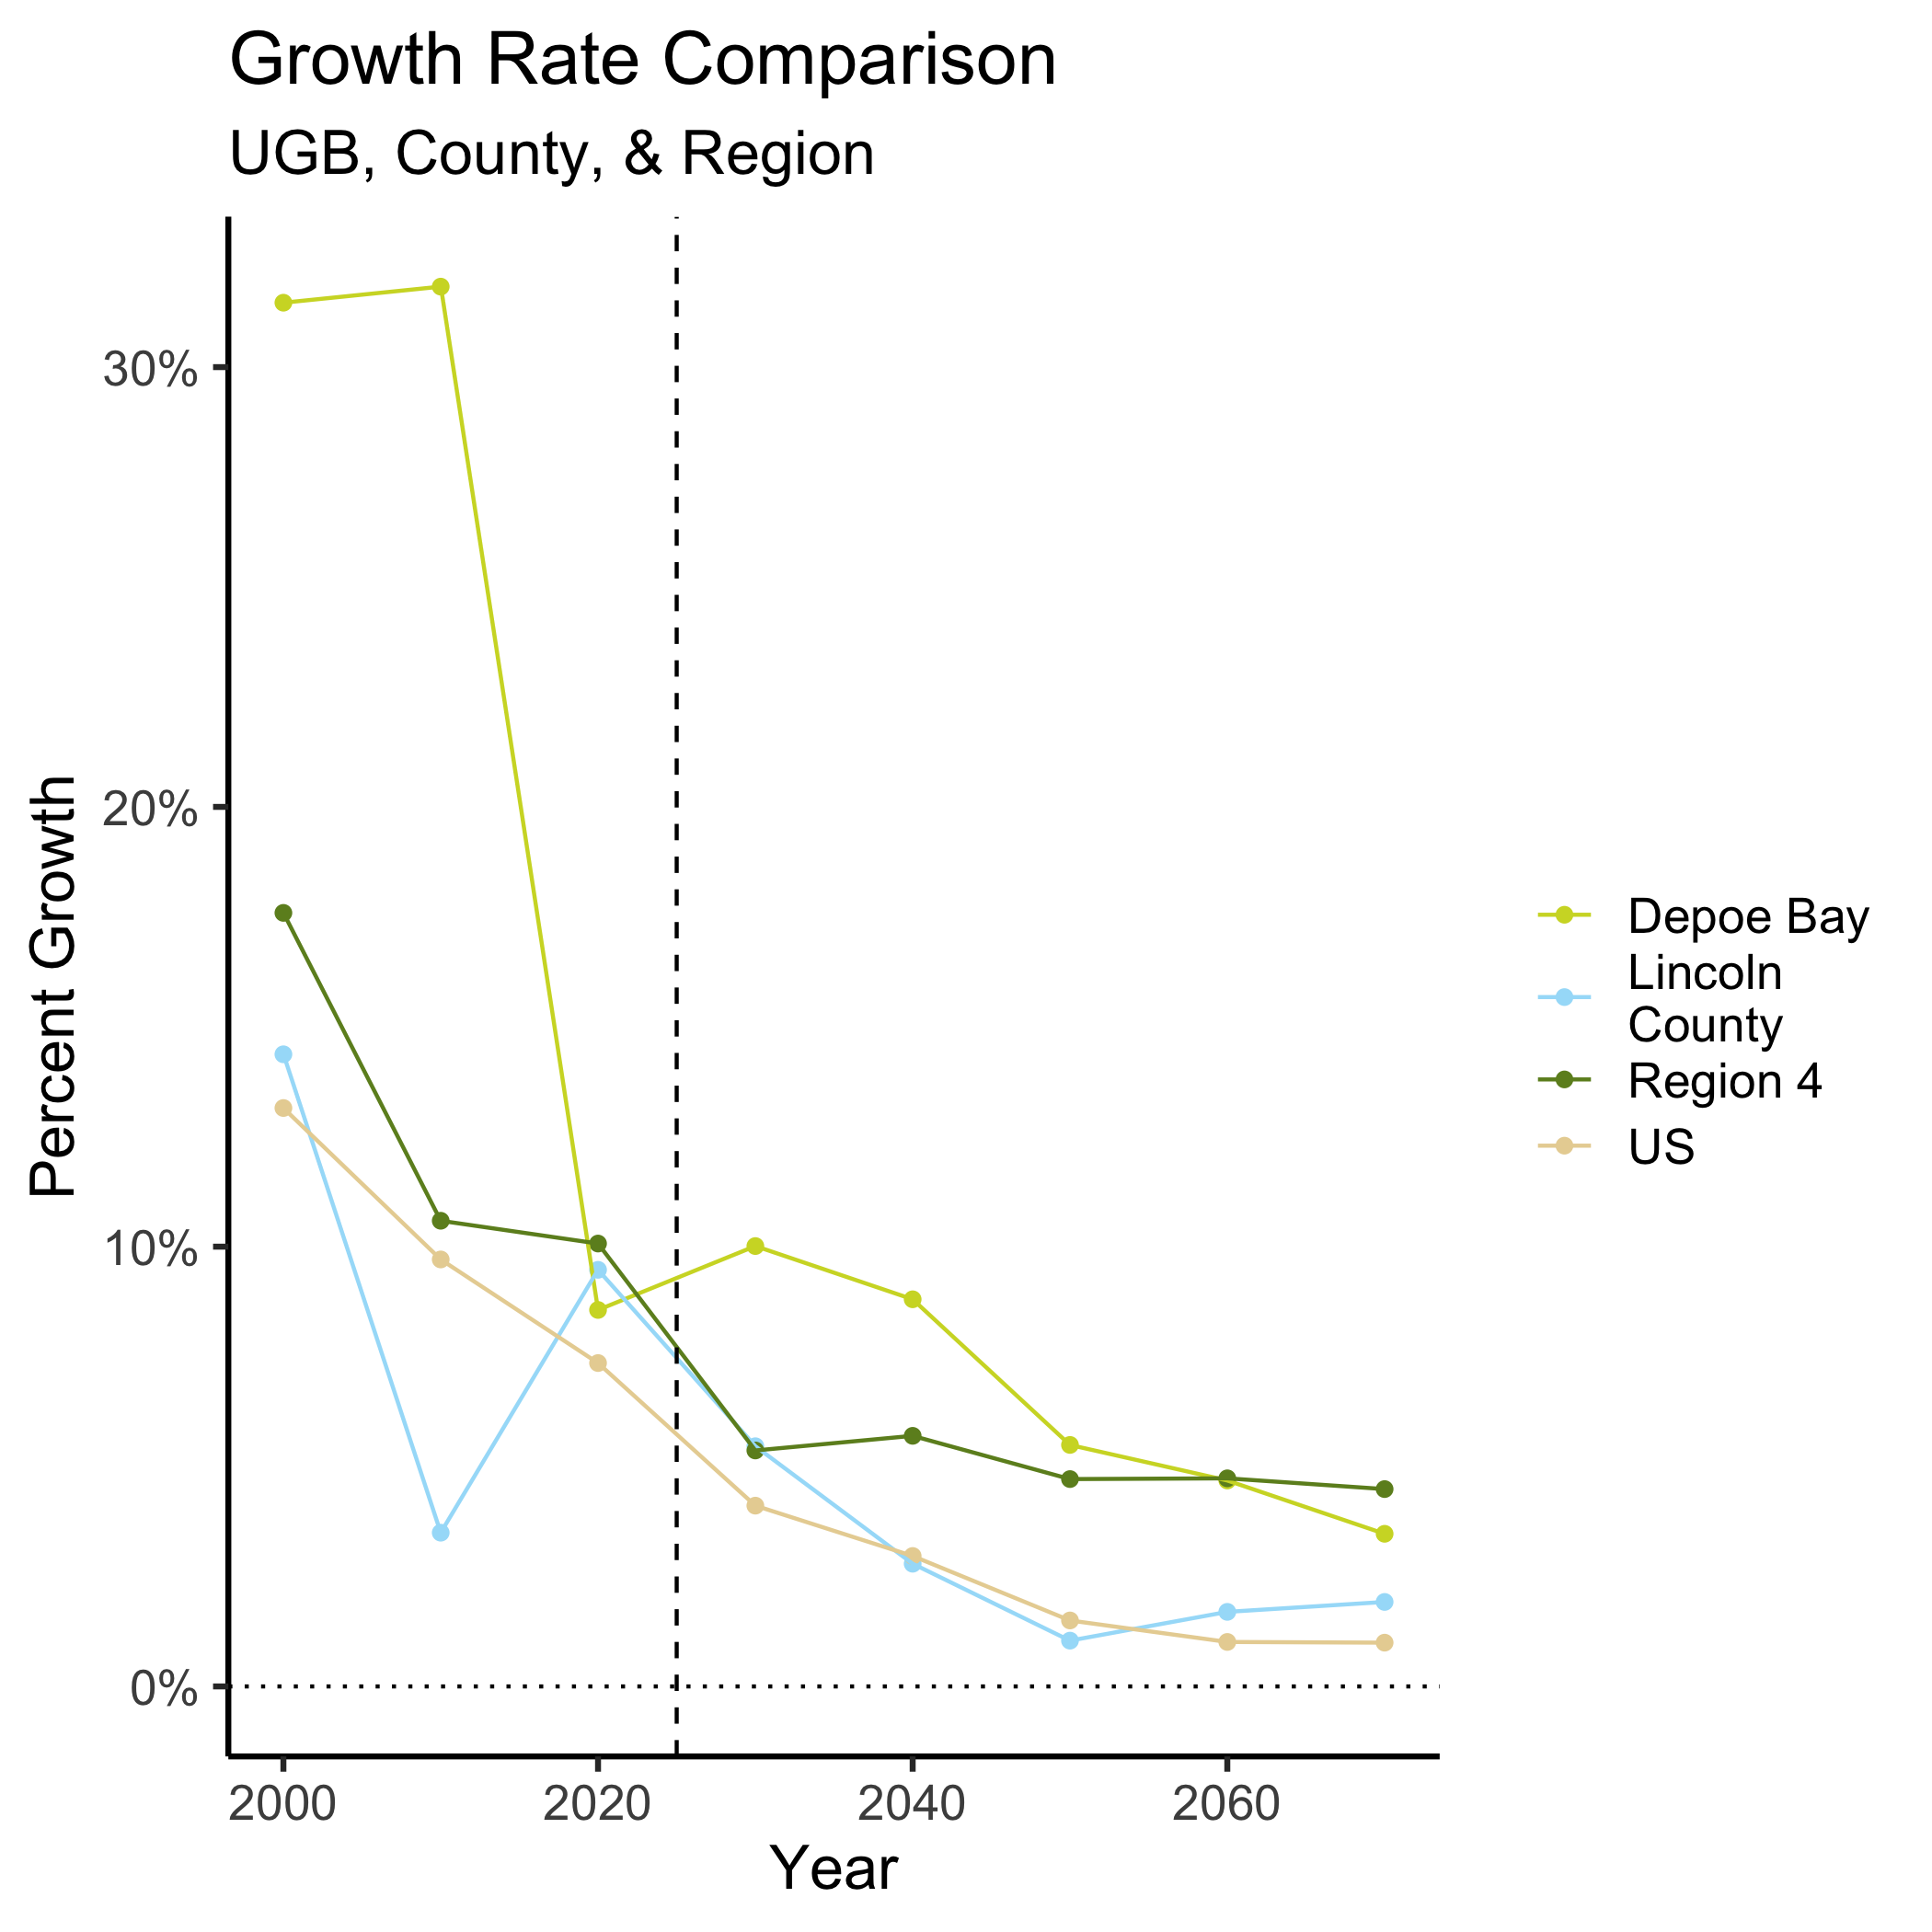 Growth Rate Comparison
UGB, County, & Region
Percent Growth
30%
20%
10%
0%
2000
2020
2040
2060
Year
Depoe Bay
Lincoln
County
Region 4
US